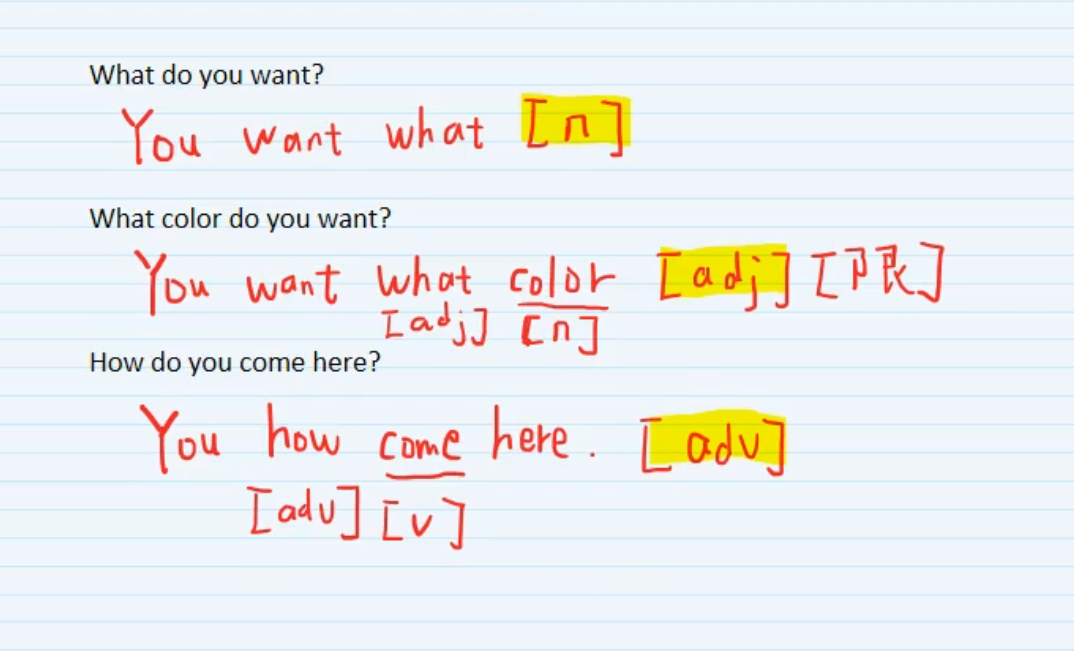 What do you want?
You want what [n]
What color do you want?
You want what color [adj] [限]
[adj] [n]
How do you come here?
You how come here. [adv]
[adv] [v]